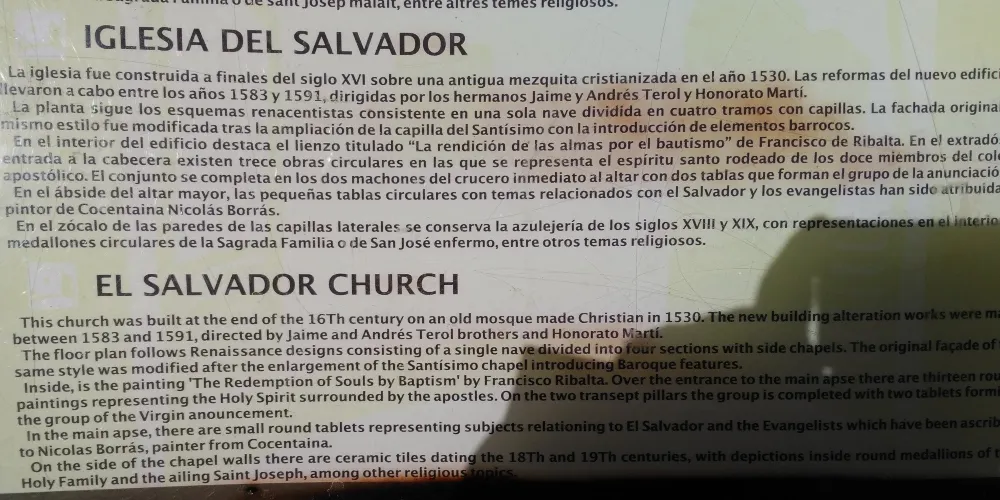 Família o de sant Josep malalt, entre altres temes religiosos.
IGLESIA DEL SALVADOR
La iglesia fue construida a finales del siglo XVI sobre una antigua mezquita cristianizada en el año 1530. Las reformas del nuevo edifici
llevaron a cabo entre los años 1583 y 1591, dirigidas por los hermanos Jaime y Andrés Terol y Honorato Martí.
La planta sigue los esquemas renacentistas consistente en una sola nave dividida en cuatro tramos con capillas. La fachada origina
mismo estilo fue modificada tras la ampliación de la capilla del Santísimo con la introducción de elementos barrocos.
En el interior del edificio destaca el lienzo titulado “La rendición de las almas por el bautismo” de Francisco de Ribalta. En el extradó
entrada a la cabecera existen trece obras circulares en las que se representa el espíritu santo rodeado de los doce miembros del col
apostólico. El conjunto se completa en los dos machones del crucero inmediato al altar con dos tablas que forman el grupo de la anunciació
En el ábside del altar mayor, las pequeñas tablas circulares con temas relacionados con el Salvador y los evangelistas han sido atribuida
pintor de Cocentaina Nicolás Borrás.
En el zócalo de las paredes de las capillas laterales se conserva la azulejería de los siglos XVIII y XIX, con representaciones en el interio
medallones circulares de la Sagrada Familia o de San José enfermo, entre otros temas religiosos.
EL SALVADOR CHURCH
This church was built at the end of the 16Th century on an old mosque made Christian in 1530. The new building alteration works were ma
between 1583 and 1591, directed by Jaime and Andrés Terol brothers and Honorato Martí.
The floor plan follows Renaissance designs consisting of a single nave divided into four sections with side chapels. The original façade of
same style was modified after the enlargement of the Santísimo chapel introducing Baroque features.
Inside, is the painting 'The Redemption of Souls by Baptism' by Francisco Ribalta. Over the entrance to the main apse there are thirteen rou
paintings representing the Holy Spirit surrounded by the apostles. On the two transept pillars the group is completed with two tablets formi
the group of the Virgin anouncement.
In the main apse, there are small round tablets representing subjects relationing to El Salvador and the Evangelists which have been ascrib
to Nicolas Borrás, painter from Cocentaina.
On the side of the chapel walls there are ceramic tiles dating the 18Th and 19Th centuries, with depictions inside round medallions of t
Holy Family and the ailing Saint Joseph, among other religious topics.